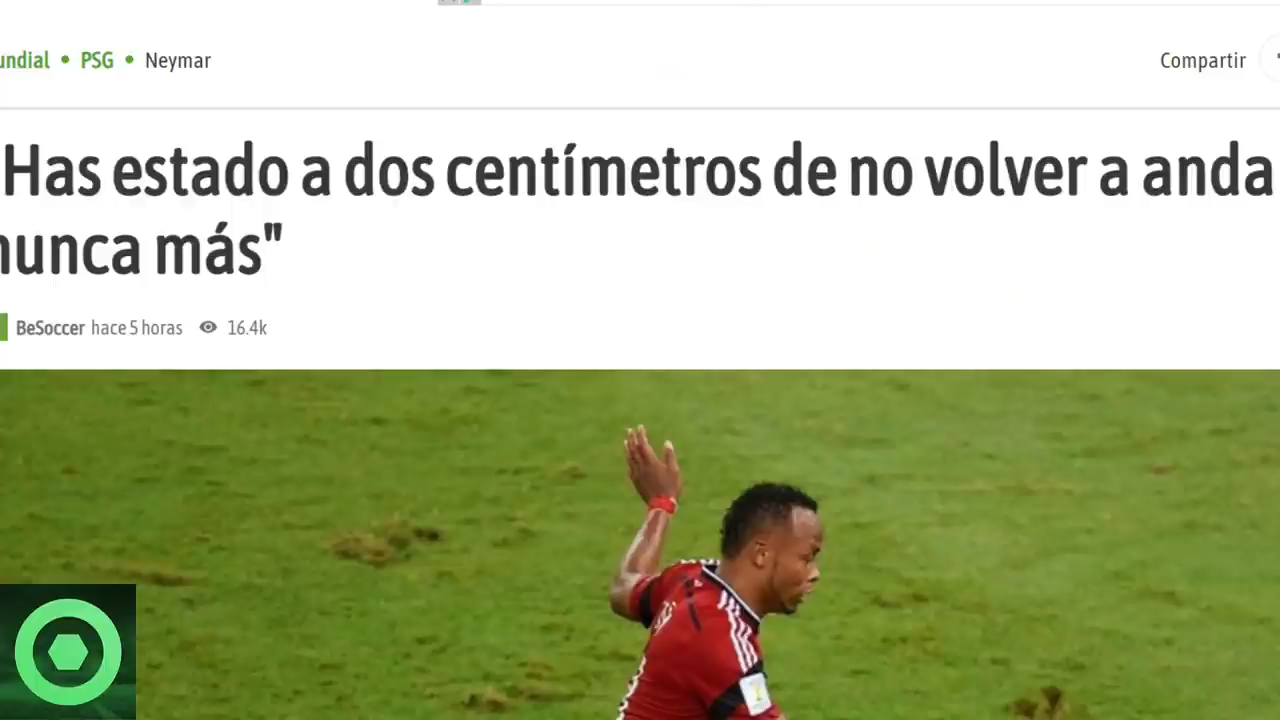 undial • PSG • Neymar
Compartir
Has estado a dos centímetros de no volver a anda
nunca más"
BeSoccer hace 5 horas 16.4k